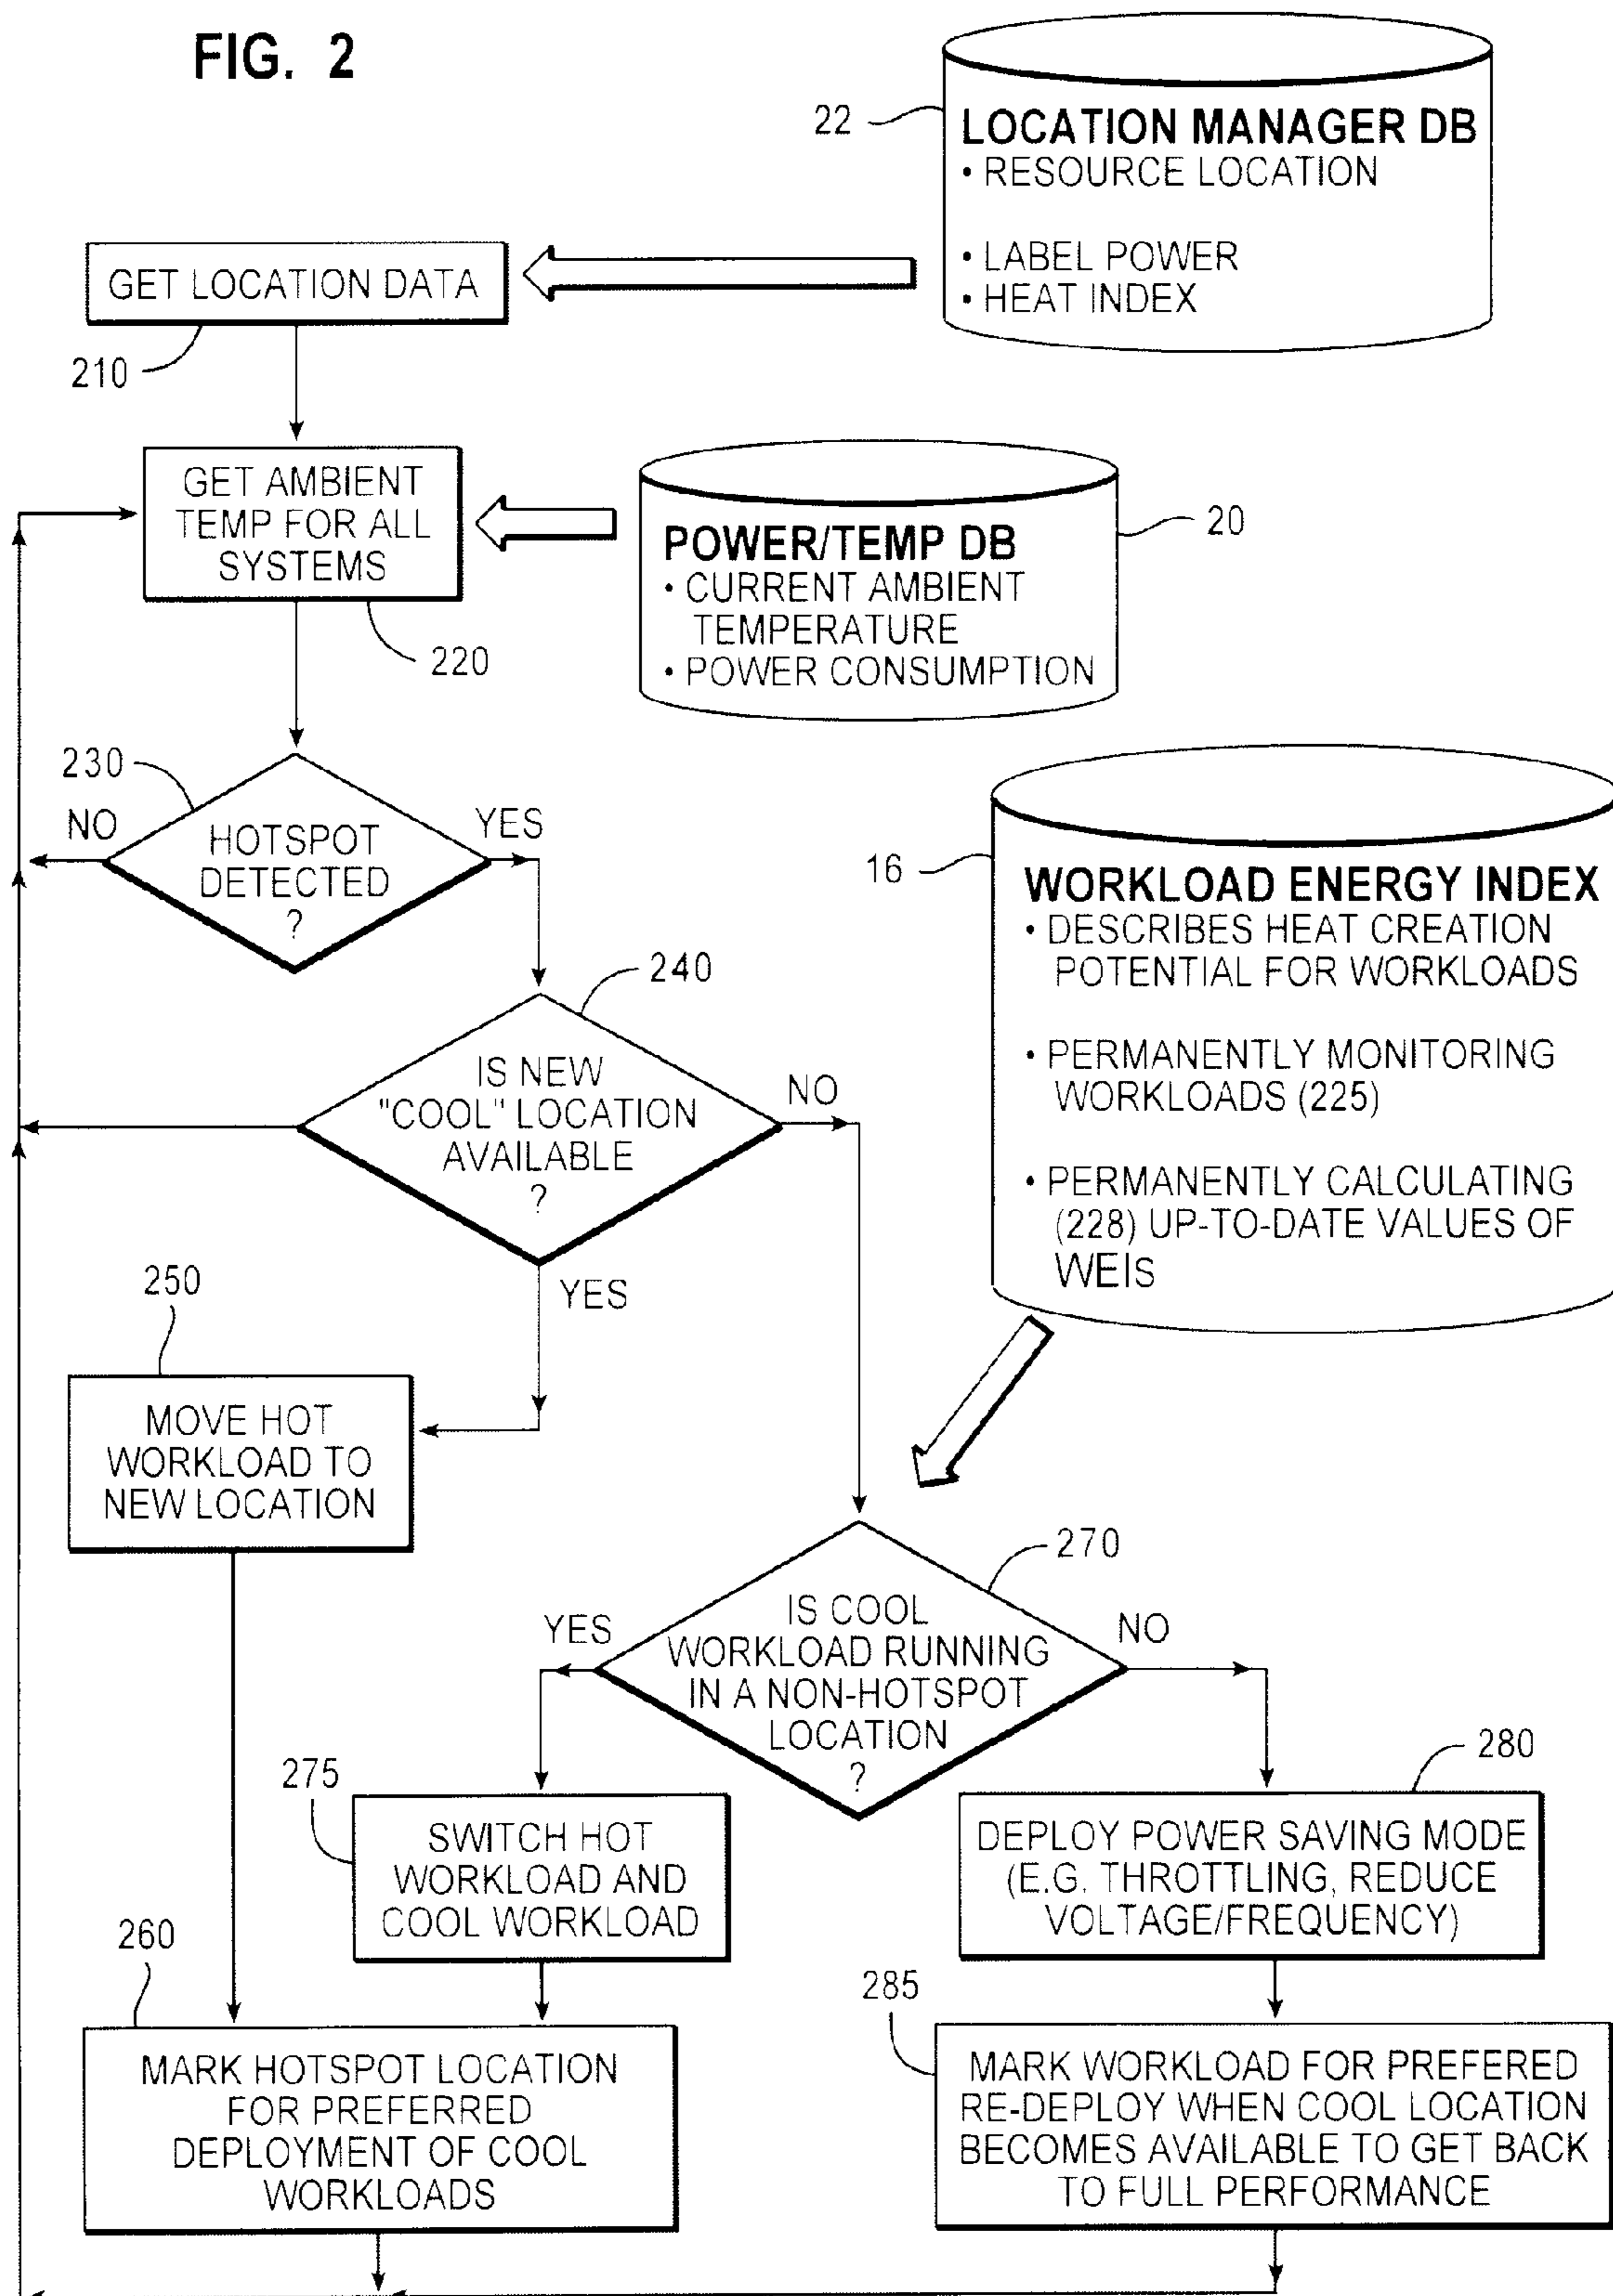 FIG. 2
22
LOCATION MANAGER DB
• RESOURCE LOCATION
• LABEL POWER
• HEAT INDEX
GET LOCATION DATA
210
GET AMBIENT
TEMP FOR ALL
SYSTEMS
220
POWER/TEMP DB
• CURRENT AMBIENT
TEMPERATURE
• POWER CONSUMPTION
20
230
NO
YES
HOTSPOT
DETECTED
?
16
WORKLOAD ENERGY INDEX
• DESCRIBES HEAT CREATION
POTENTIAL FOR WORKLOADS
• PERMANENTLY MONITORING
WORKLOADS (225)
• PERMANENTLY CALCULATING
(228) UP-TO-DATE VALUES OF
WEIs
240
IS NEW
"COOL" LOCATION
AVAILABLE
?
NO
YES
250
MOVE HOT
WORKLOAD TO
NEW LOCATION
270
YES
NO
IS COOL
WORKLOAD RUNNING
IN A NON-HOTSPOT
LOCATION
?
275
SWITCH HOT
WORKLOAD AND
COOL WORKLOAD
280
DEPLOY POWER SAVING MODE
(E.G. THROTTLING, REDUCE
VOLTAGE/FREQUENCY)
260
MARK HOTSPOT LOCATION
FOR PREFERRED
DEPLOYMENT OF COOL
WORKLOADS
285
MARK WORKLOAD FOR PREFERED
RE-DEPLOY WHEN COOL LOCATION
BECOMES AVAILABLE TO GET BACK
TO FULL PERFORMANCE